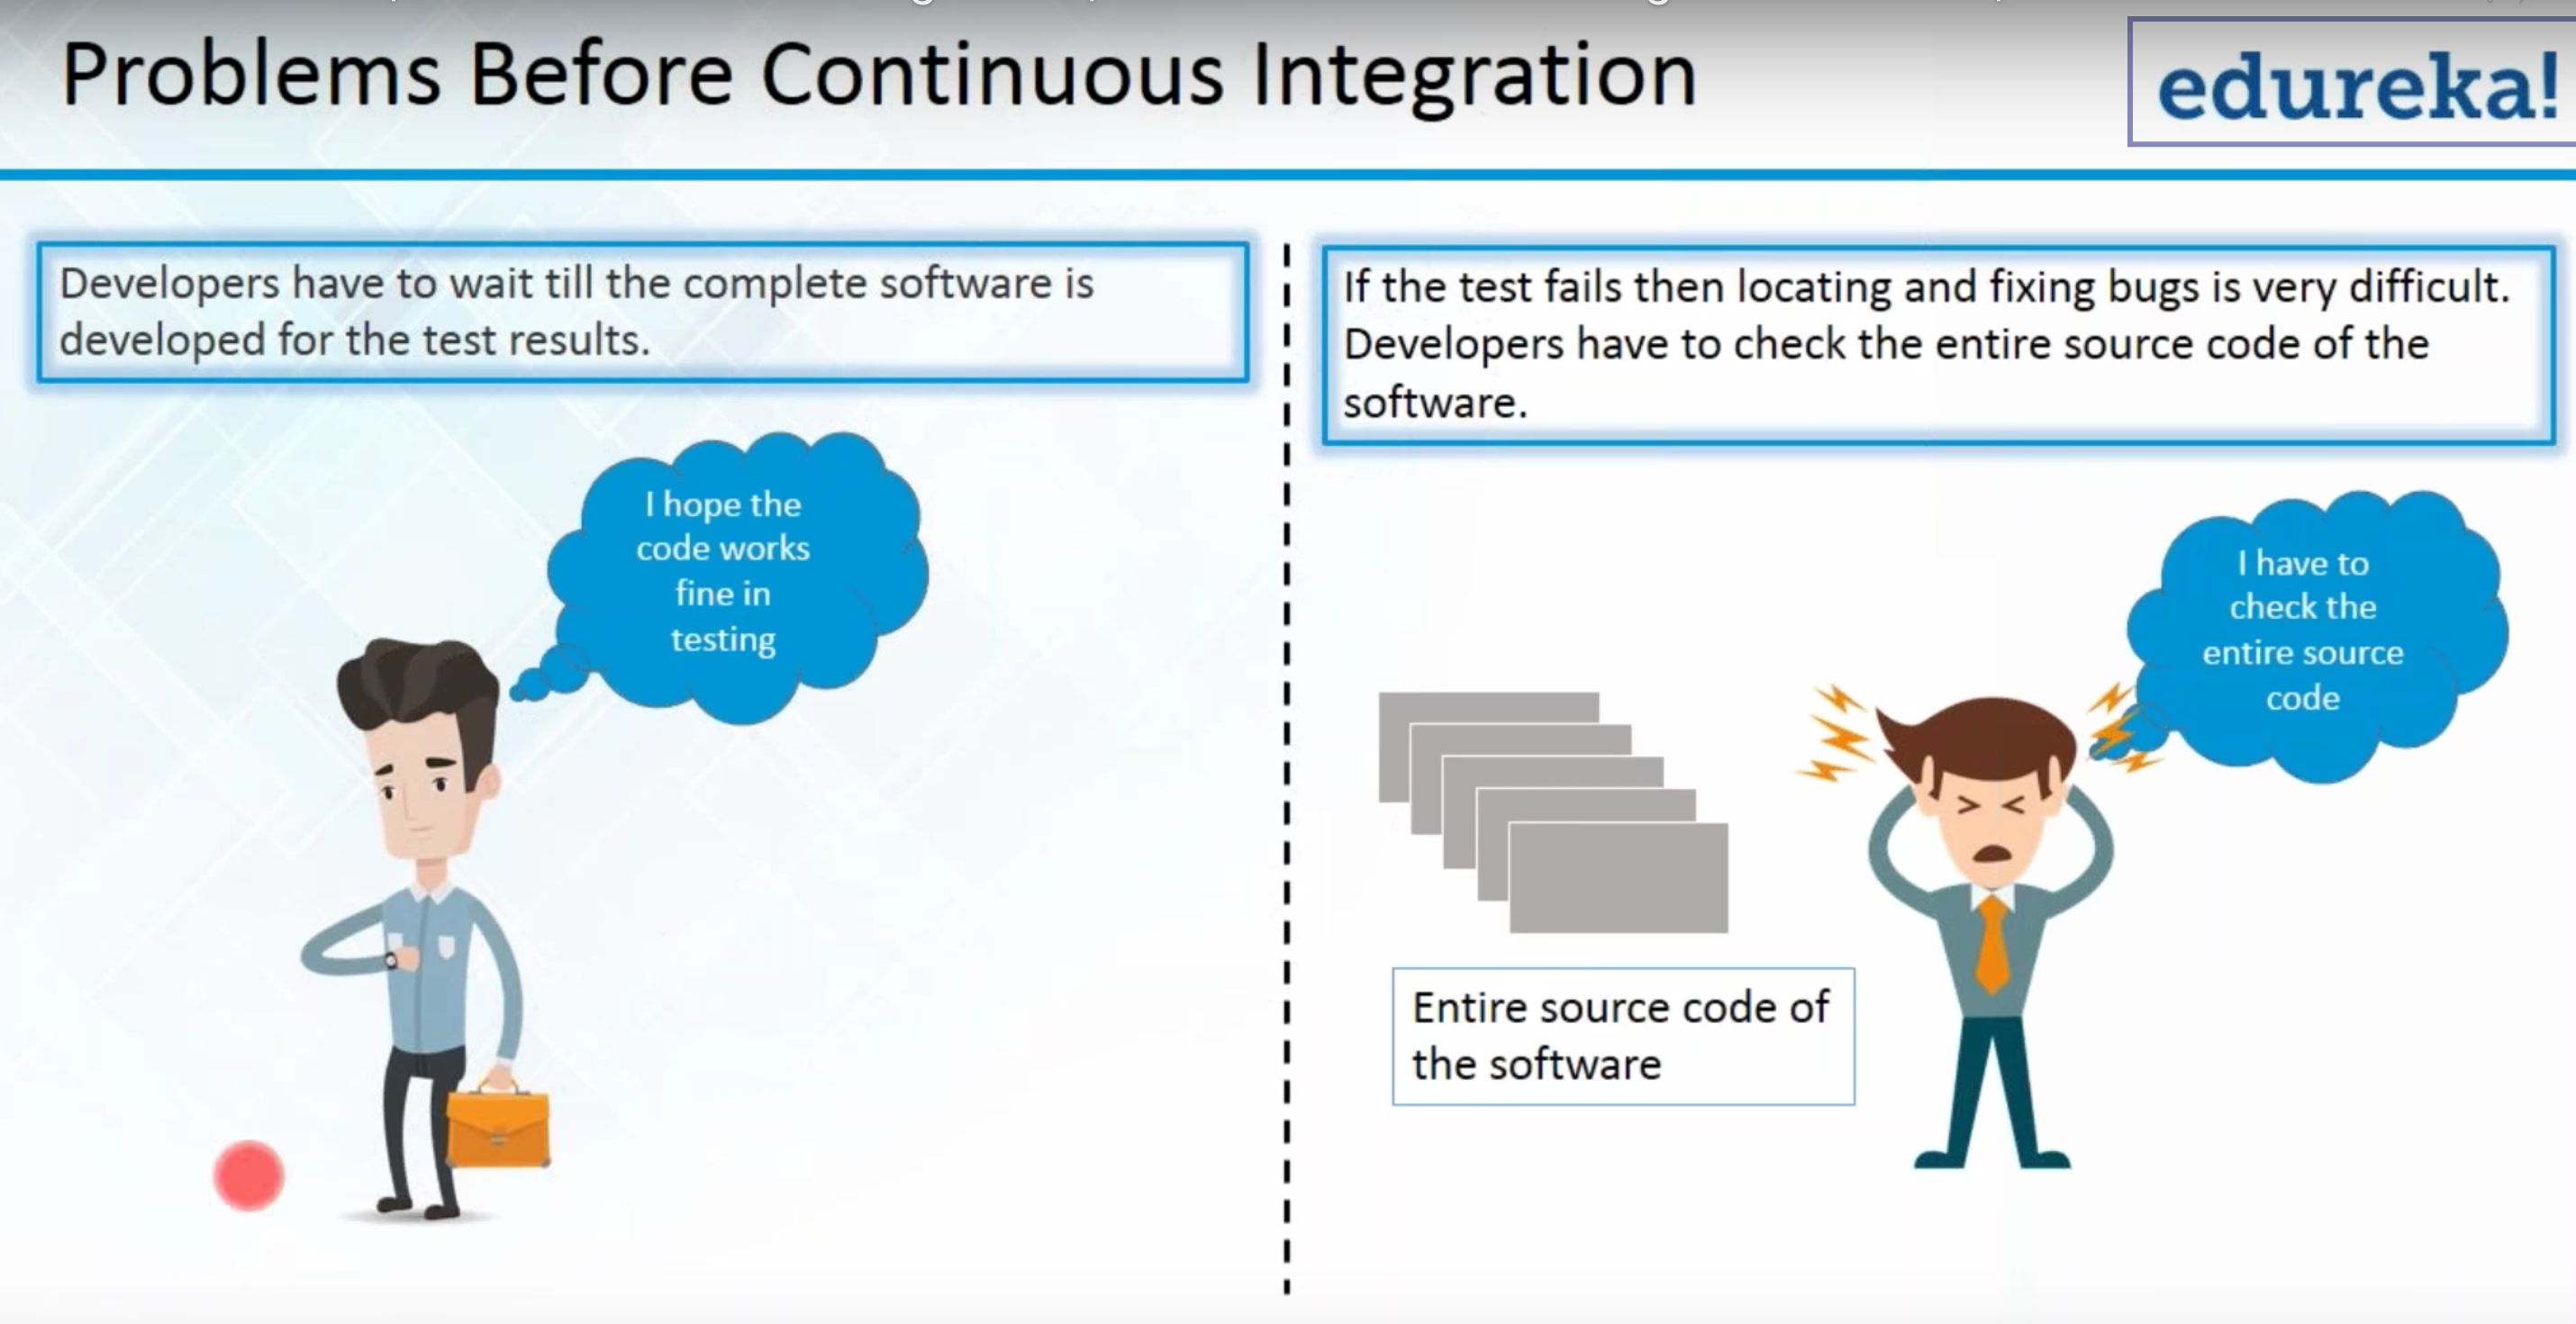 Problems Before Continuous Integration
edureka!
Developers have to wait till the complete software is
developed for the test results.
I hope the
code works
fine in
testing
If the test fails then locating and fixing bugs is very difficult.
Developers have to check the entire source code of the
software.
I have to
check the
entire source
code
Entire source code of
the software